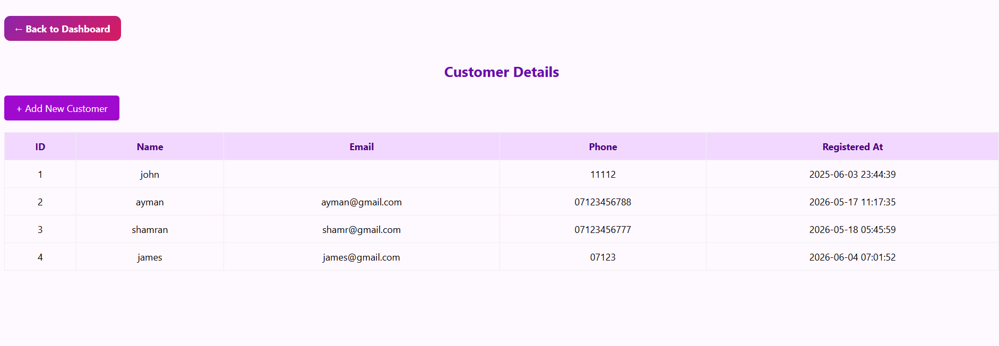 ← Back to Dashboard
Customer Details
+ Add New Customer
ID Name Email Phone Registered At
1 john 11112 2025-06-03 23:44:39
2 ayman ayman@gmail.com 07123456788 2026-05-17 11:17:35
3 shamran shamr@gmail.com 07123456777 2026-05-18 05:45:59
4 james james@gmail.com 07123 2026-06-04 07:01:52